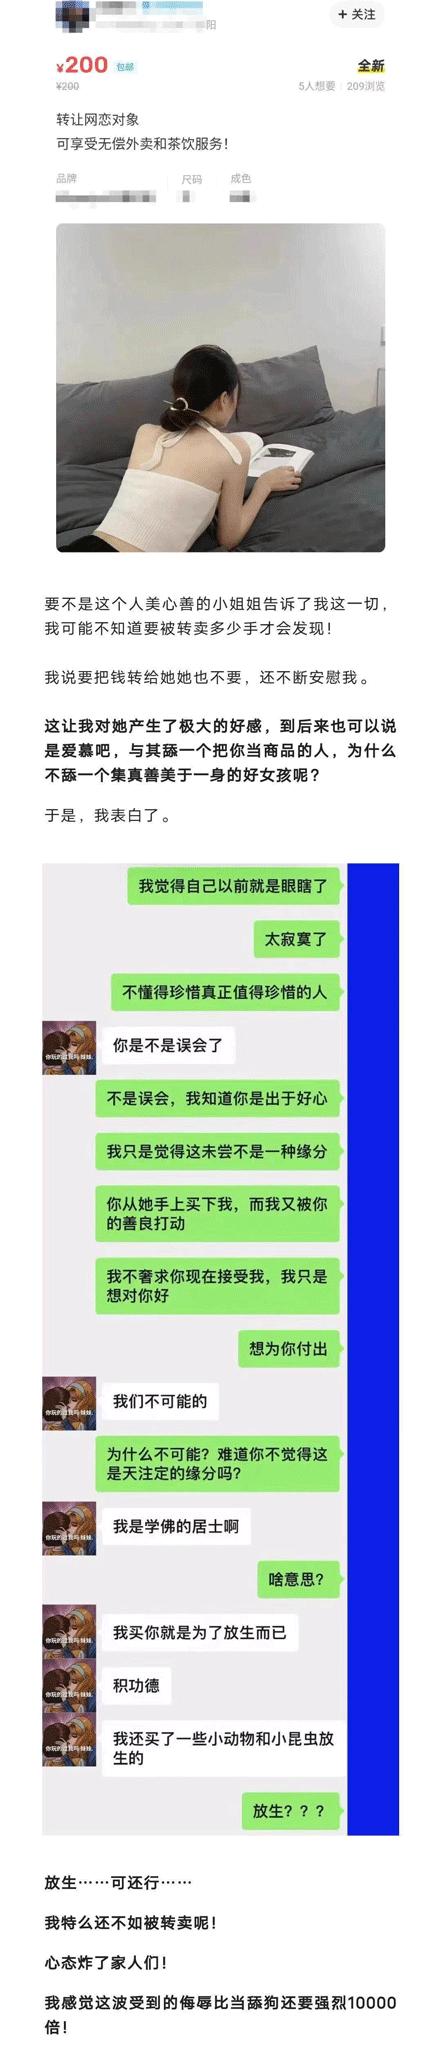 阳
+ 关注
¥200 包邮
全新
¥200
5人想要 | 209浏览
转让网恋对象
可享受无偿外卖和茶饮服务！
品牌
尺码
成色
要不是这个人美心善的小姐姐告诉了我这一切，
我可能不知道要被转卖多少手才会发现！
我说要把钱转给她她也不要，还不断安慰我。
这让我对她产生了极大的好感，到后来也可以说
是爱慕吧，与其舔一个把你当商品的人，为什么
不舔一个集真善美于一身的好女孩呢？
于是，我表白了。
我觉得自己以前就是眼瞎了
太寂寞了
不懂得珍惜真正值得珍惜的人
你是不是误会了
不是误会，我知道你是出于好心
我只是觉得这未尝不是一种缘分
你从她手上买下我，而我又被你
的善良打动
我不奢求你现在接受我，我只是
想对你好
想为你付出
我们不可能的
为什么不可能？难道你不觉得这
是天注定的缘分吗？
我是学佛的居士啊
啥意思？
我买你就是为了放生而已
积功德
我还买了一些小动物和小昆虫放
生的
放生？？？
放生……可还行……
我特么还不如被转卖呢！
心态炸了家人们！
我感觉这波受到的侮辱比当舔狗还要强烈10000
倍！